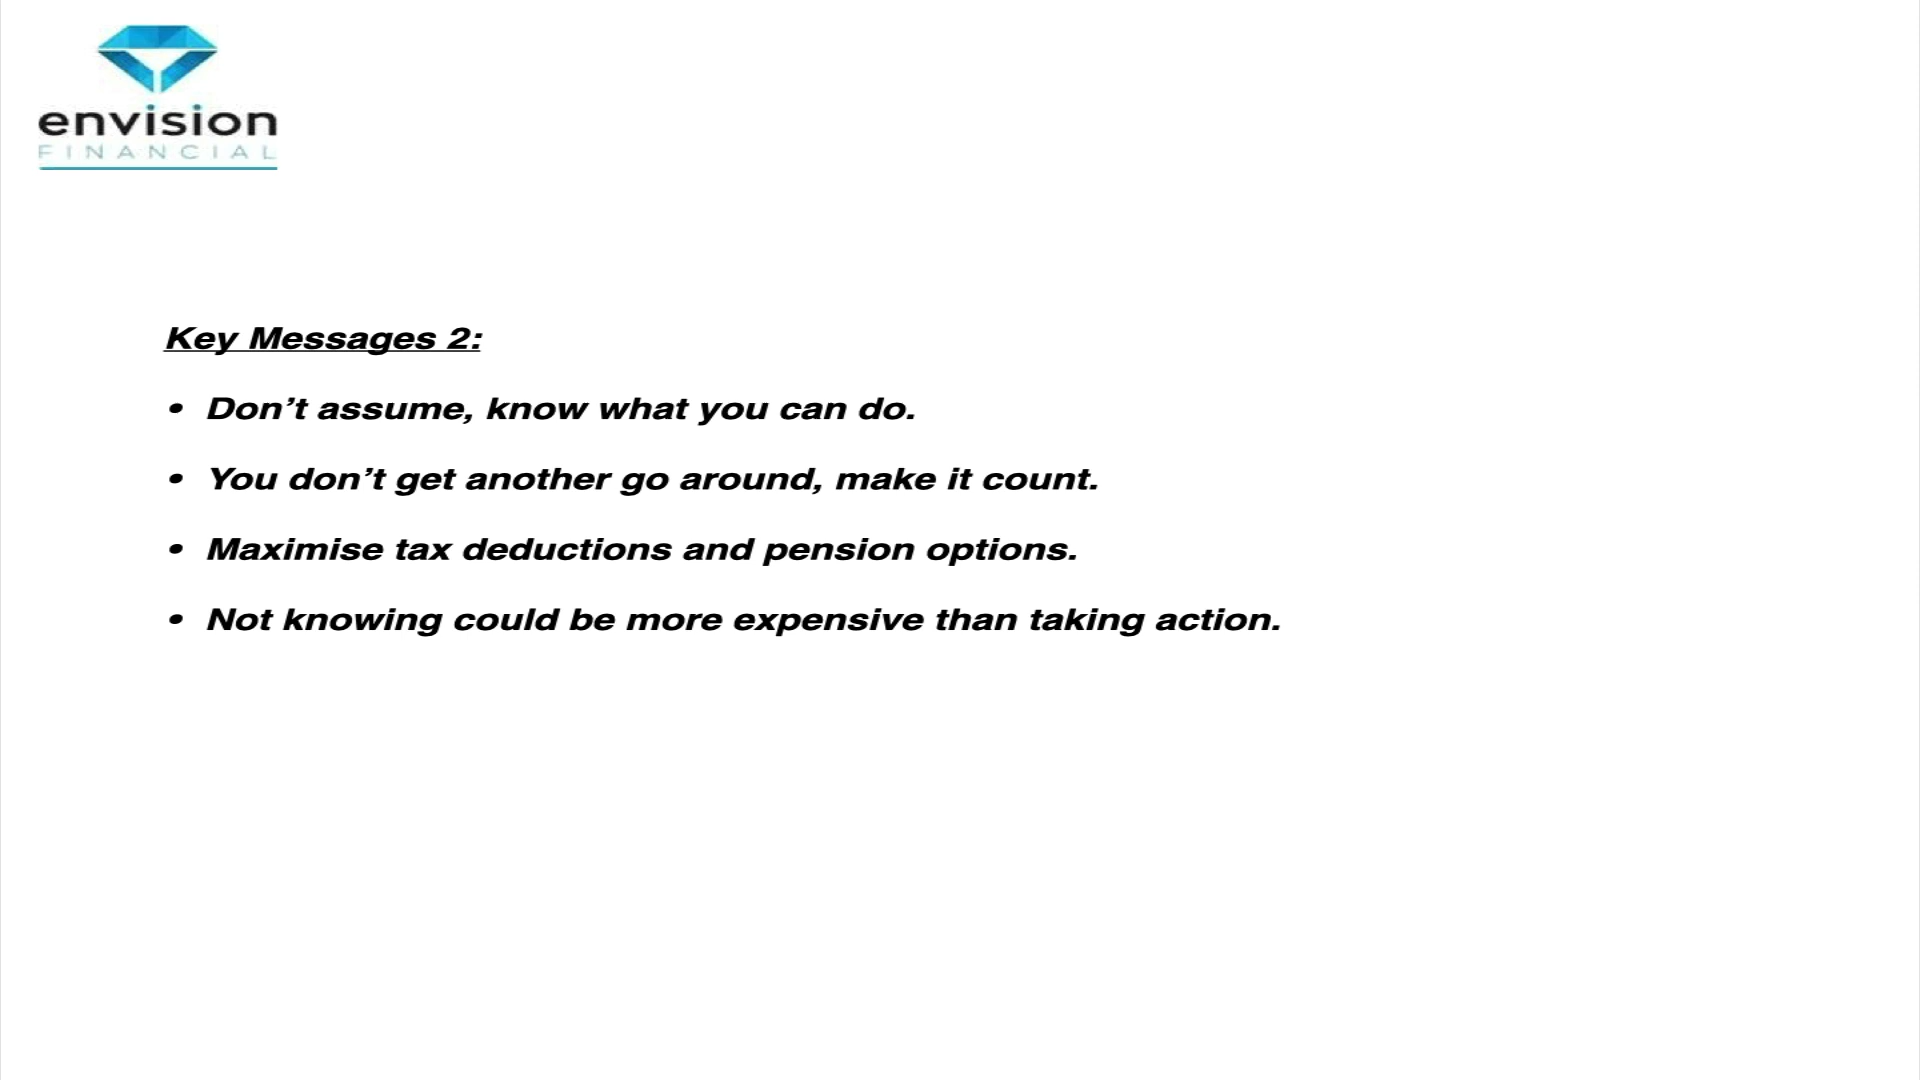 envision
FINANCIAL
Key Messages 2:
• Don’t assume, know what you can do.
• You don’t get another go around, make it count.
• Maximise tax deductions and pension options.
• Not knowing could be more expensive than taking action.